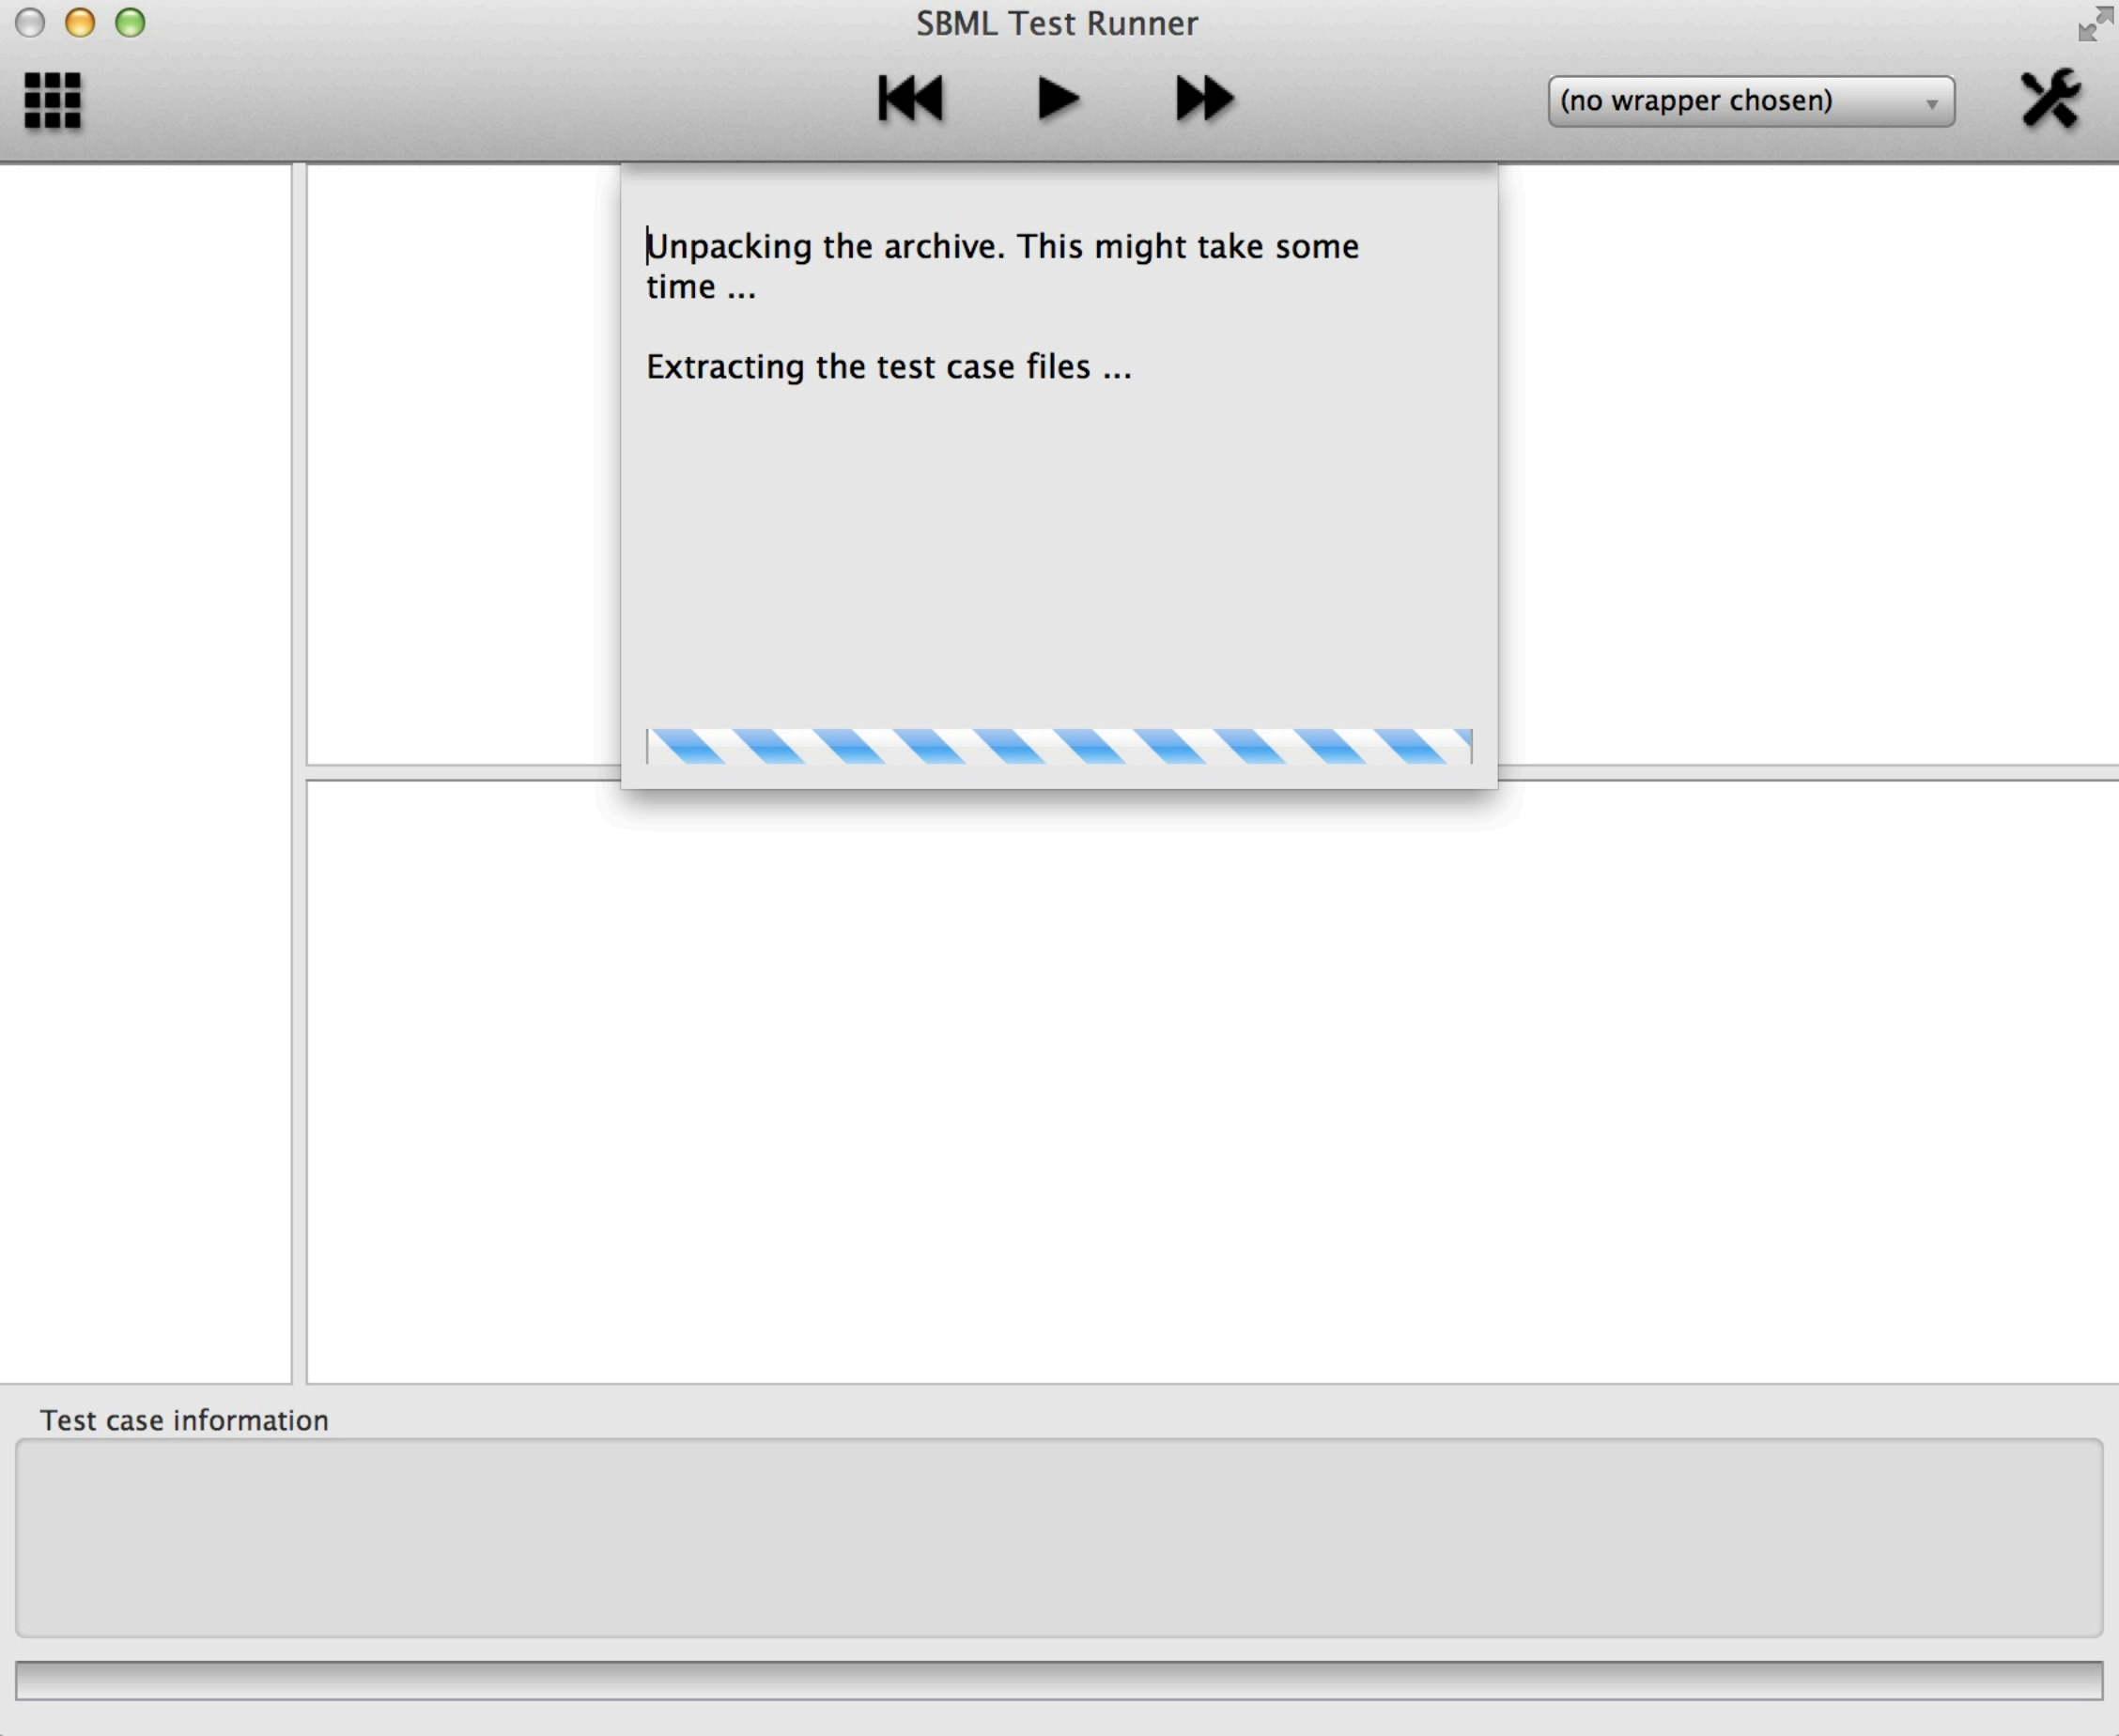 SBML Test Runner
(no wrapper chosen)
Unpacking the archive. This might take some
time ...
Extracting the test case files ...
Test case information